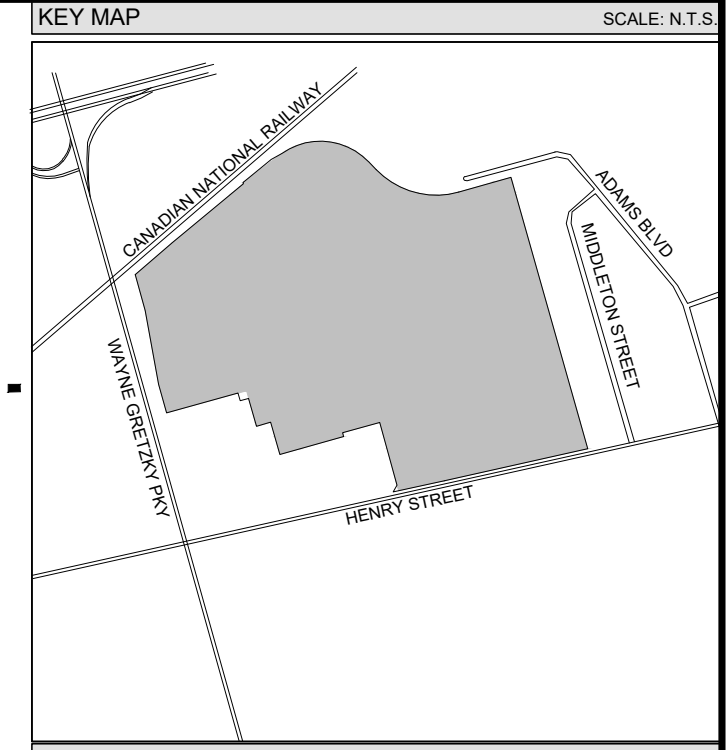 KEY MAP
SCALE: N.T.S.
CANADIAN NATIONAL RAILWAY
ADAMS BLVD
MIDDLETON STREET
WAYNE GRETZKY PKY
HENRY STREET